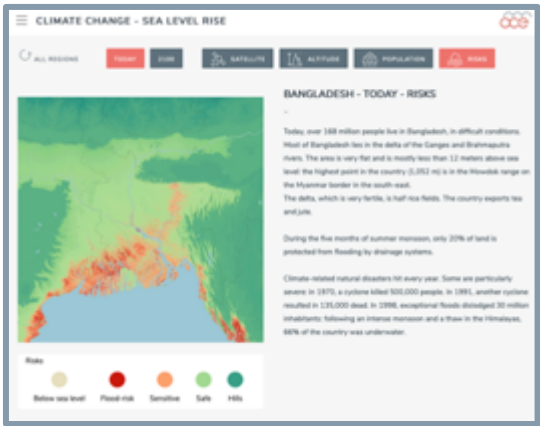 CLIMATE CHANGE - SEA LEVEL RISE
ace
ALL REGIONS
TODAY
2100
SATELLITE
ALTITUDE
POPULATION
RISKS
BANGLADESH - TODAY - RISKS
-
Today, over 168 million people live in Bangladesh, in difficult conditions.
Most of Bangladesh lies in the delta of the Ganges and Brahmaputra
rivers. The area is very flat and is mostly less than 12 meters above sea
level: the highest point in the country (1,052 m) is in the Mowdok range on
the Myanmar border in the south-east.
The delta, which is very fertile, is half rice fields. The country exports tea
and jute.
During the five months of summer monsoon, only 20% of land is
protected from flooding by drainage systems.
Climate-related natural disasters hit every year. Some are particularly
severe: in 1970, a cyclone killed 500,000 people. In 1991, another cyclone
resulted in 135,000 dead. In 1998, exceptional floods dislodged 30 million
inhabitants: following an intense monsoon and a thaw in the Himalayas,
66% of the country was underwater.
Risks
Below sea level
Flood-risk
Sensitive
Safe
Hills